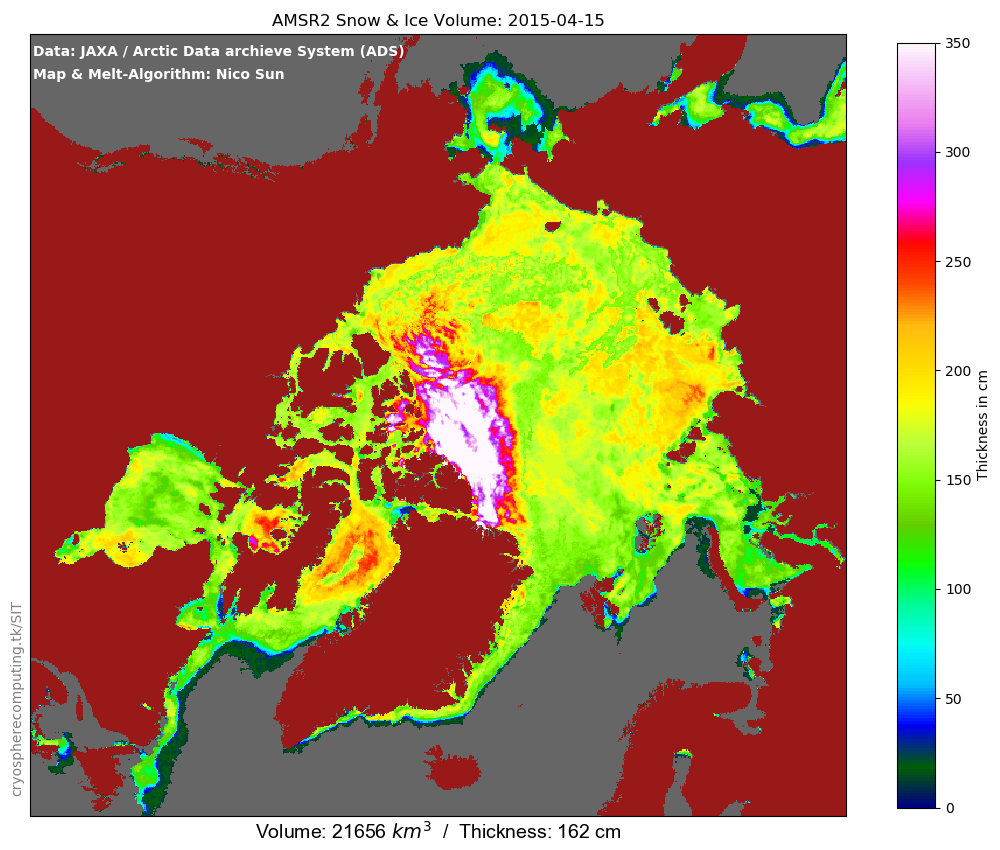 AMSR2 Snow & Ice Volume: 2015-04-15
Data: JAXA / Arctic Data archieve System (ADS)
Map & Melt-Algorithm: Nico Sun
350
300
250
200
150
100
50
0
Thickness in cm
cryospherecomputing.tk/SIT
Volume: 21656 km³ / Thickness: 162 cm